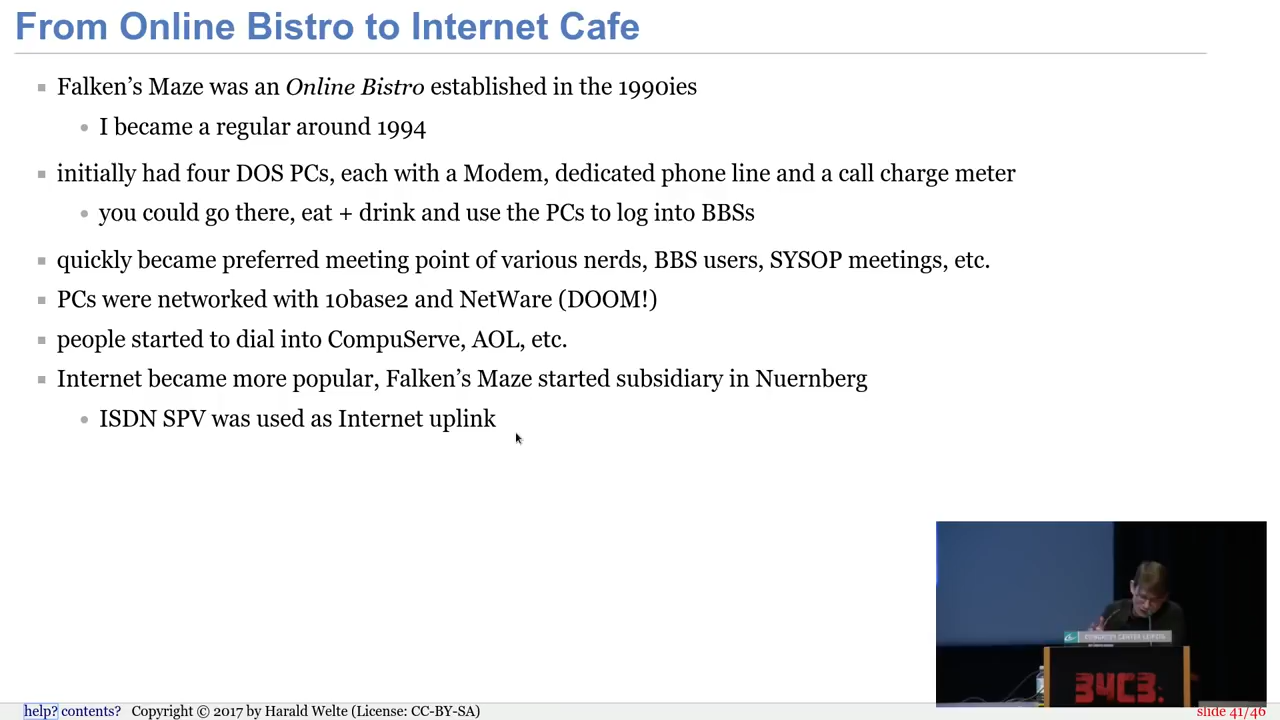 From Online Bistro to Internet Cafe
Falken's Maze was an Online Bistro established in the 1990ies
I became a regular around 1994
initially had four DOS PCs, each with a Modem, dedicated phone line and a call charge meter
you could go there, eat + drink and use the PCs to log into BBSs
quickly became preferred meeting point of various nerds, BBS users, SYSOP meetings, etc.
PCs were networked with 10base2 and NetWare (DOOM!)
people started to dial into CompuServe, AOL, etc.
Internet became more popular, Falken's Maze started subsidiary in Nuernberg
ISDN SPV was used as Internet uplink
CONGRESS CENTER LEIPZIG
34C3.
help? contents? Copyright © 2017 by Harald Welte (License: CC-BY-SA)
slide 41/46